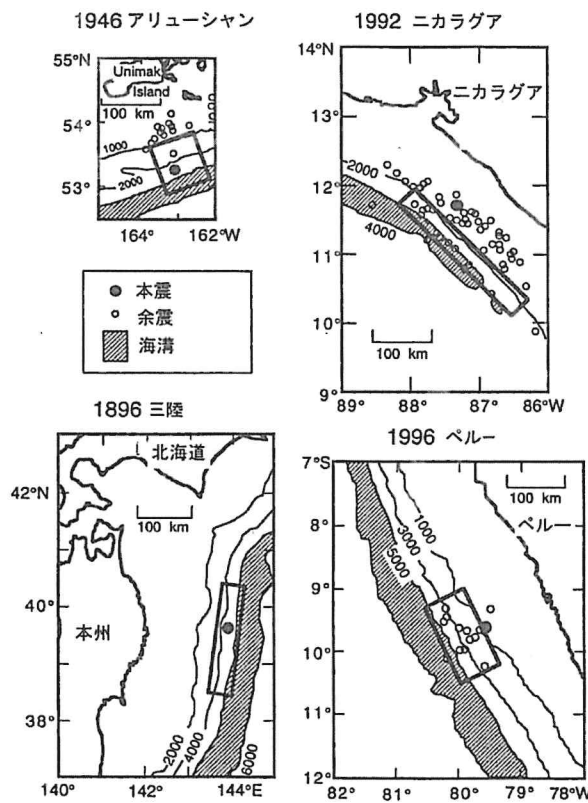 1946 アリューシャン
55°N
Unimak
Island
100 km
54°
1000
2000
53°
164°
162°W
1992 ニカラグア
14°N
ニカラグア
13°
2000
12°
4000
11°
10°
100 km
9°
89°
88°
87°
86°W
本震
余震
海溝
1896 三陸
北海道
42°N
100 km
40°
本州
38°
2000
4000
6000
140°
142°
144°E
1996 ペルー
7°S
100 km
8°
1000
3000
5000
ペルー
9°
10°
11°
12°
82°
81°
80°
79°
78°W